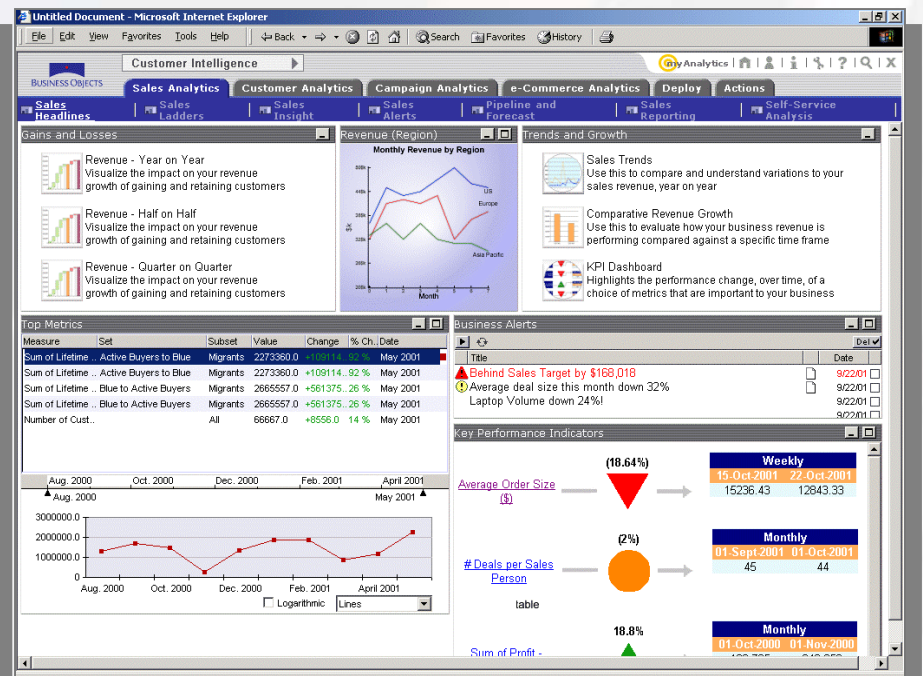 Untitled Document - Microsoft Internet Explorer
File Edit View Favorites Tools Help
Back Search Favorites History
BUSINESS OBJECTS
Customer Intelligence
myAnalytics
Sales Analytics Customer Analytics Campaign Analytics e-Commerce Analytics Deploy Actions
Sales Headlines
Sales Ladders
Sales Insight
Sales Alerts
Pipeline and Forecast
Sales Reporting
Self-Service Analysis
Gains and Losses
Revenue - Year on Year
Visualize the impact on your revenue
growth of gaining and retaining customers
Revenue - Half on Half
Visualize the impact on your revenue
growth of gaining and retaining customers
Revenue - Quarter on Quarter
Visualize the impact on your revenue
growth of gaining and retaining customers
Revenue (Region)
Monthly Revenue by Region
$k
US
Europe
Asia Pacific
Month
Trends and Growth
Sales Trends
Use this to compare and understand variations to your
sales revenue, year on year
Comparative Revenue Growth
Use this to evaluate how your business revenue is
performing compared against a specific time frame
KPI Dashboard
Highlights the performance change, over time, of a
choice of metrics that are important to your business
Top Metrics
Measure Set Subset Value Change % Ch.. Date
Sum of Lifetime .. Active Buyers to Blue Migrants 2273360.0 +109114.. 92 % May 2001
Sum of Lifetime .. Active Buyers to Blue Migrants 2273360.0 +109114.. 92 % May 2001
Sum of Lifetime .. Blue to Active Buyers Migrants 2665557.0 +561375.. 26 % May 2001
Sum of Lifetime .. Blue to Active Buyers Migrants 2665557.0 +561375.. 26 % May 2001
Number of Cust.. All 66667.0 +8556.0 14 % May 2001
Aug. 2000 Oct. 2000 Dec. 2000 Feb. 2001 April 2001
Aug. 2000 May 2001
3000000.0
2000000.0
1000000.0
0
Aug. 2000 Oct. 2000 Dec. 2000 Feb. 2001 April 2001
Logarithmic Lines
Business Alerts
Del
Title Date
Behind Sales Target by $168,018 9/22/01
Average deal size this month down 32% 9/22/01
Laptop Volume down 24%! 9/22/01
9/22/01
Key Performance Indicators
Average Order Size
($)
(18.64%)
Weekly
15-Oct-2001 22-Oct-2001
15236.43 12843.33
# Deals per Sales
Person
(2%)
Monthly
01-Sept-2001 01-Oct-2001
45 44
table
Sum of Profit -
18.8%
Monthly
01-Oct-2000 01-Nov-2000